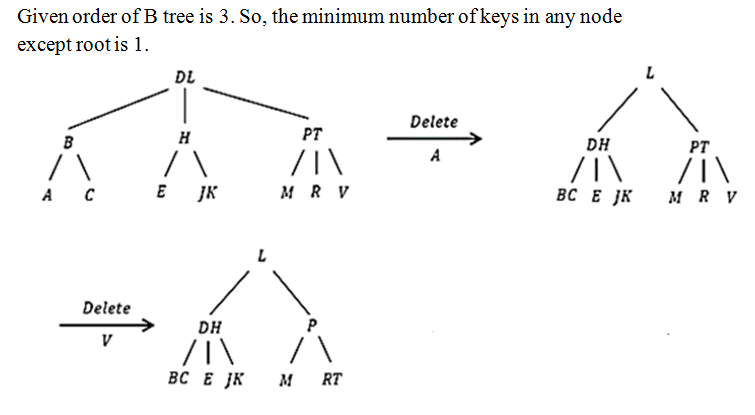 Given order of B tree is 3. So, the minimum number of keys in any node
except root is 1.
DL
B H PT
A C E JK M R V
Delete
A
L
DH PT
BC E JK M R V
Delete
V
L
DH P
BC E JK M RT